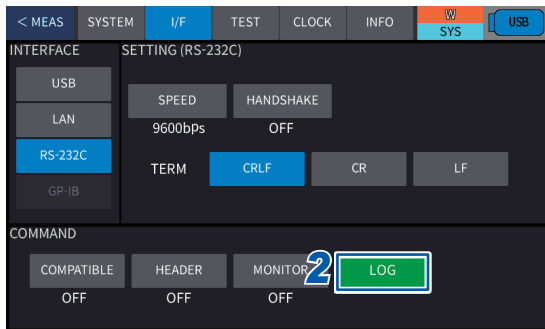 < MEAS SYSTEM I/F TEST CLOCK INFO W SYS USB
INTERFACE SETTING (RS-232C)
USB
SPEED HANDSHAKE
LAN
9600bps OFF
RS-232C
TERM CRLF CR LF
GP-IB
COMMAND
COMPATIBLE HEADER MONITOR 2 LOG
OFF OFF OFF